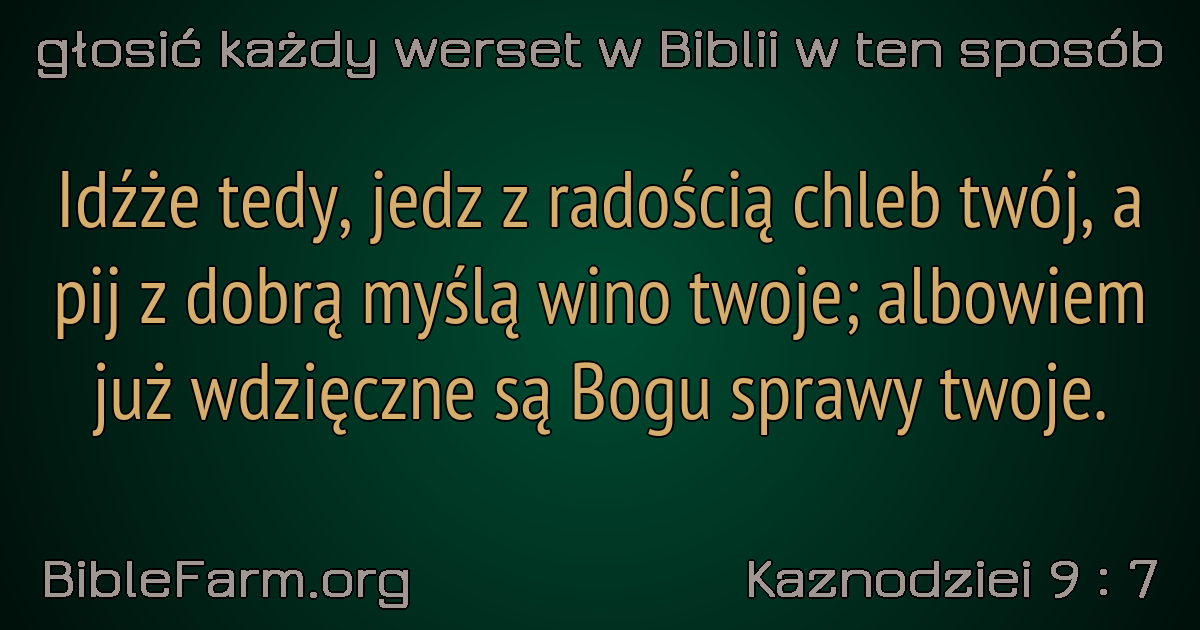 głosić każdy werset w Biblii w ten sposób
Idźże tedy, jedz z radością chleb twój, a
pij z dobrą myślą wino twoje; albowiem
już wdzięczne są Bogu sprawy twoje.
BibleFarm.org
Kaznodziei 9 : 7